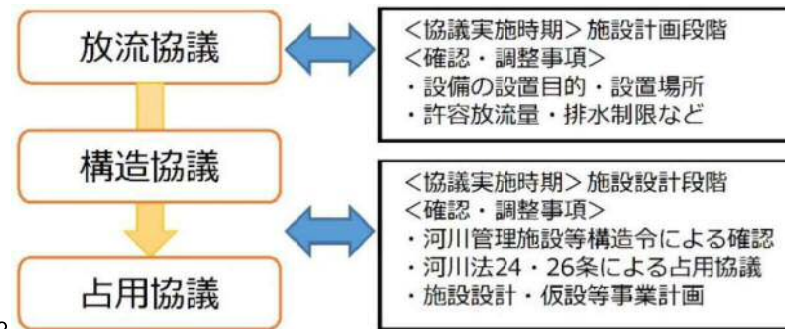 放流協議
<協議実施時期>施設計画段階
<確認・調整事項>
・設備の設置目的・設置場所
・許容放流量・排水制限など
構造協議
<協議実施時期>施設設計段階
<確認・調整事項>
・河川管理施設等構造令による確認
・河川法24・26条による占用協議
・施設設計・仮設等事業計画
占用協議
。